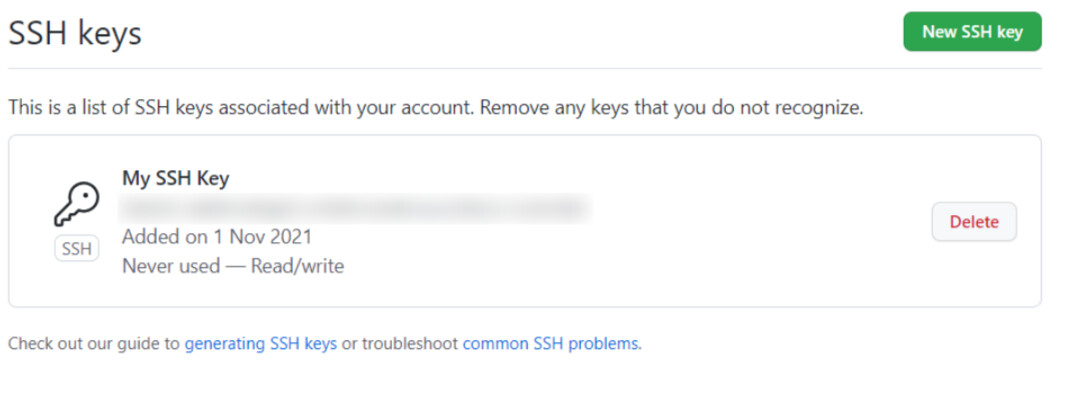 SSH keys
New SSH key
This is a list of SSH keys associated with your account. Remove any keys that you do not recognize.
My SSH Key
Added on 1 Nov 2021
SSH
Never used — Read/write
Delete
Check out our guide to generating SSH keys or troubleshoot common SSH problems.